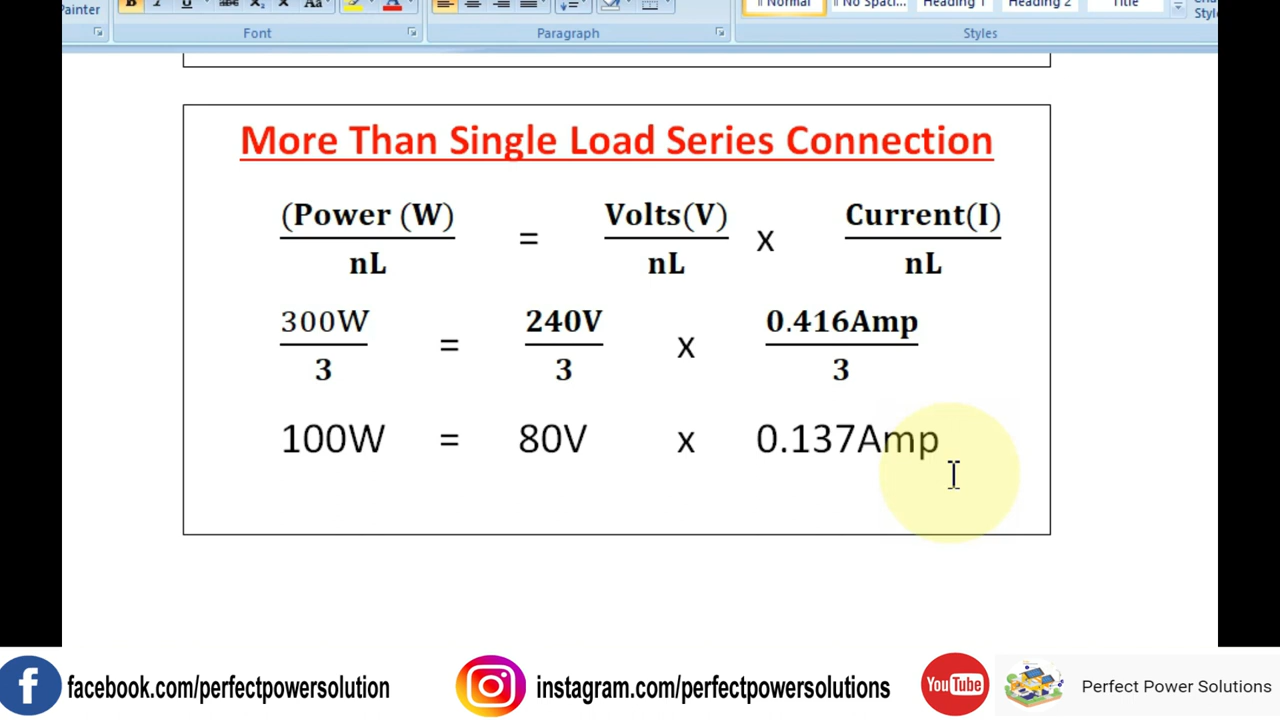 Painter
Normal
No Spaci...
Heading 1
Heading 2
Title
Styles
Font
Paragraph
Styles
More Than Single Load Series Connection
(Power (W) = Volts(V) x Current(I)
nL nL nL
300W = 240V x 0.416Amp
3 3 3
100W = 80V x 0.137Amp
facebook.com/perfectpowersolution
instagram.com/perfectpowersolutions
YouTube
Perfect Power Solutions